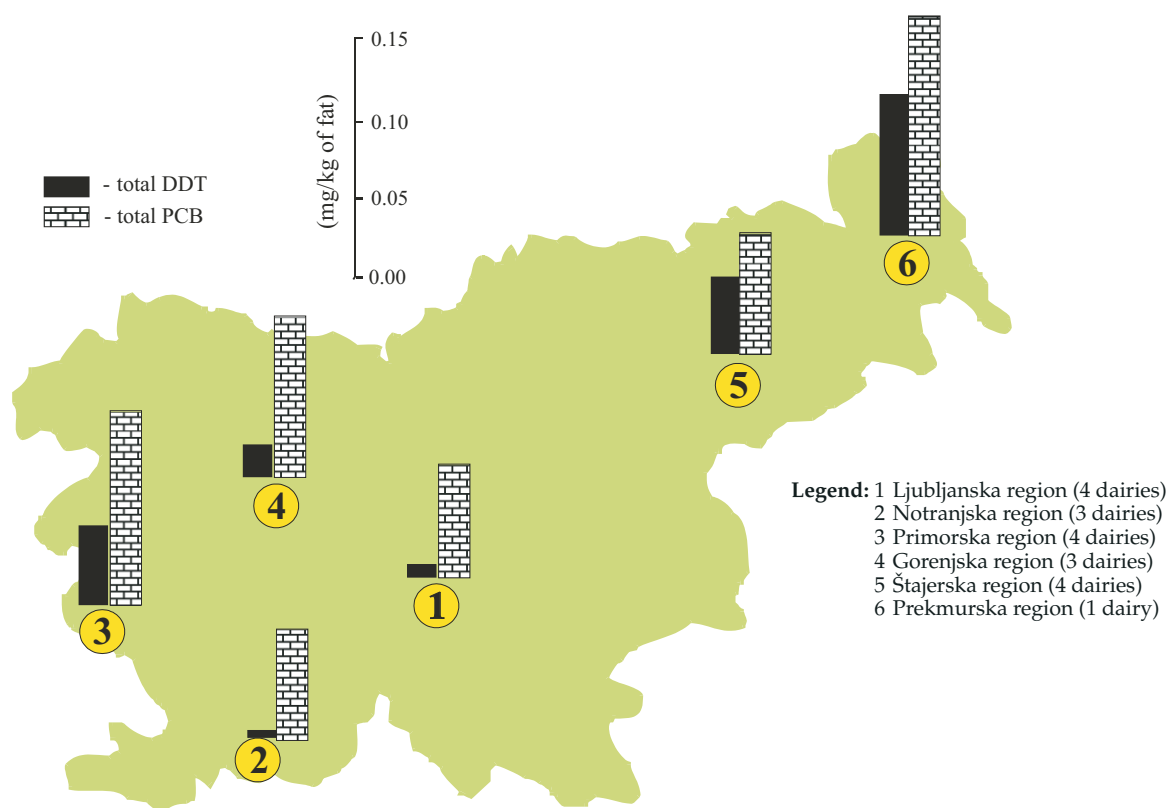 0.15
0.10
0.05
0.00
(mg/kg of fat)
- total DDT
- total PCB
6
5
4
3
1
2
Legend: 1 Ljubljanska region (4 dairies)
2 Notranjska region (3 dairies)
3 Primorska region (4 dairies)
4 Gorenjska region (3 dairies)
5 Štajerska region (4 dairies)
6 Prekmurska region (1 dairy)